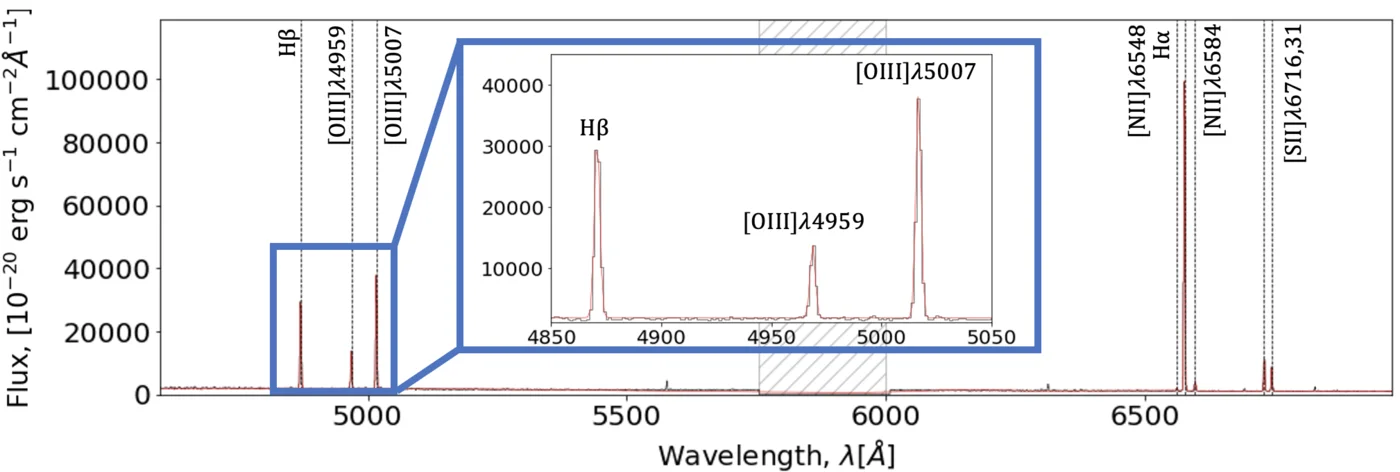 Flux, [10⁻²⁰ erg s⁻¹ cm⁻²Å⁻¹]
100000
80000
60000
40000
20000
0
Hβ
[OIII]λ4959
[OIII]λ5007
40000
30000
20000
10000
Hβ
[OIII]λ4959
[OIII]λ5007
4850 4900 4950 5000 5050
[NII]λ6548
Hα
[NII]λ6584
[SII]λ6716,31
5000 5500 6000 6500
Wavelength, λ[Å]